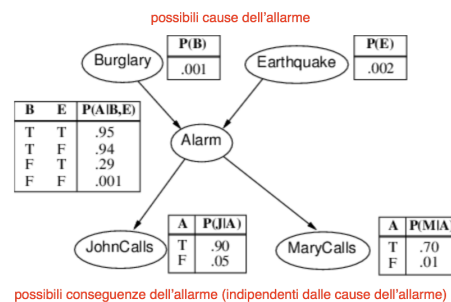 possibili cause dell'allarme
P(B)
.001
P(E)
.002
Burglary
Earthquake
B E P(A|B,E)
T T .95
T F .94
F T .29
F F .001
Alarm
A P(J|A)
T .90
F .05
A P(M|A)
T .70
F .01
JohnCalls
MaryCalls
possibili conseguenze dell'allarme (indipendenti dalle cause dell'allarme)